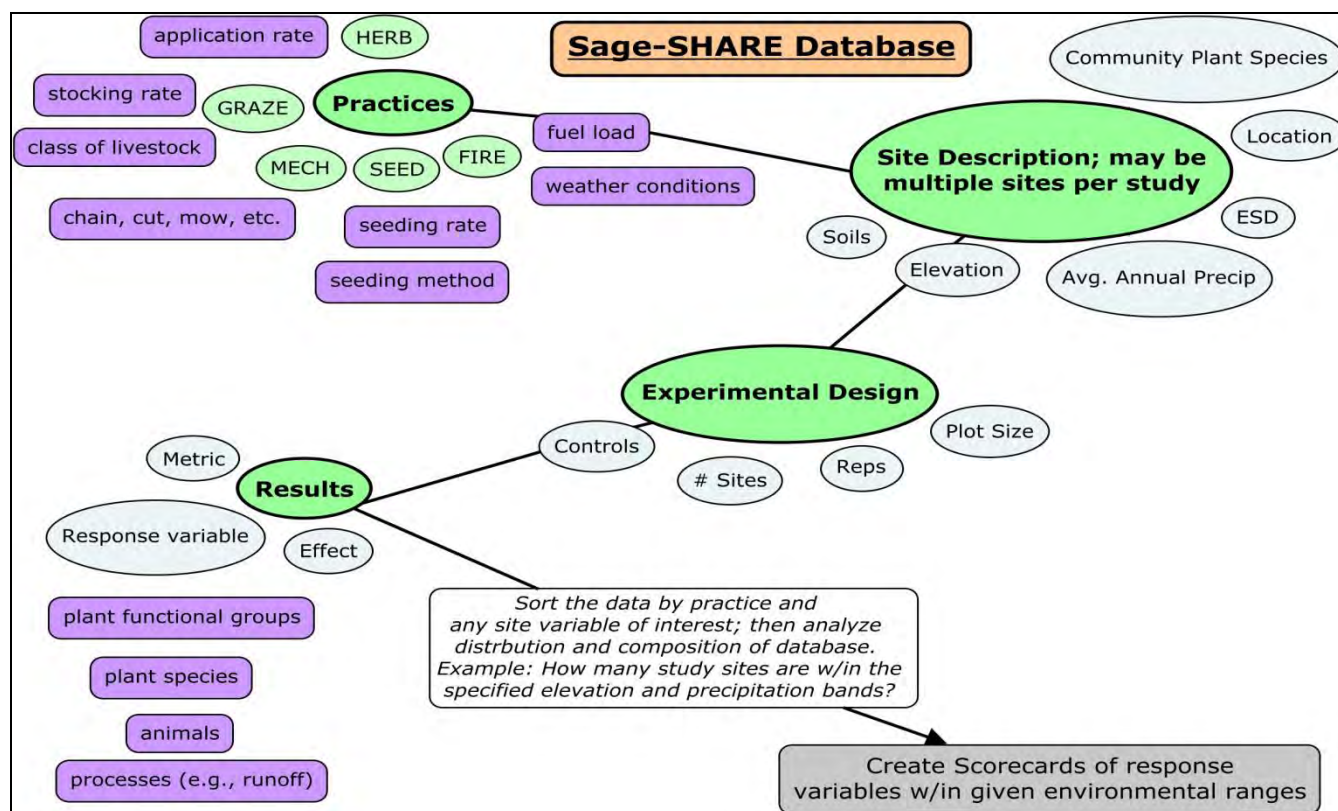 Sage-SHARE Database
application rate
HERB
stocking rate
GRAZE
Practices
class of livestock
MECH
SEED
FIRE
fuel load
weather conditions
chain, cut, mow, etc.
seeding rate
seeding method
Community Plant Species
Location
Site Description; may be
multiple sites per study
ESD
Soils
Elevation
Avg. Annual Precip
Experimental Design
Controls
# Sites
Reps
Plot Size
Metric
Results
Response variable
Effect
plant functional groups
plant species
animals
processes (e.g., runoff)
Sort the data by practice and
any site variable of interest; then analyze
distrbution and composition of database.
Example: How many study sites are w/in the
specified elevation and precipitation bands?
Create Scorecards of response
variables w/in given environmental ranges